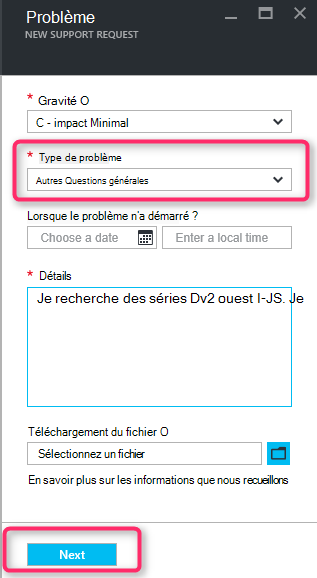 Problème
NEW SUPPORT REQUEST
* Gravité O
C - impact Minimal
* Type de problème
Autres Questions générales
Lorsque le problème n'a démarré ?
Choose a date Enter a local time
* Détails
Je recherche des séries Dv2 ouest I-JS. Je
Téléchargement du fichier O
Sélectionnez un fichier
En savoir plus sur les informations que nous recueillons
Next